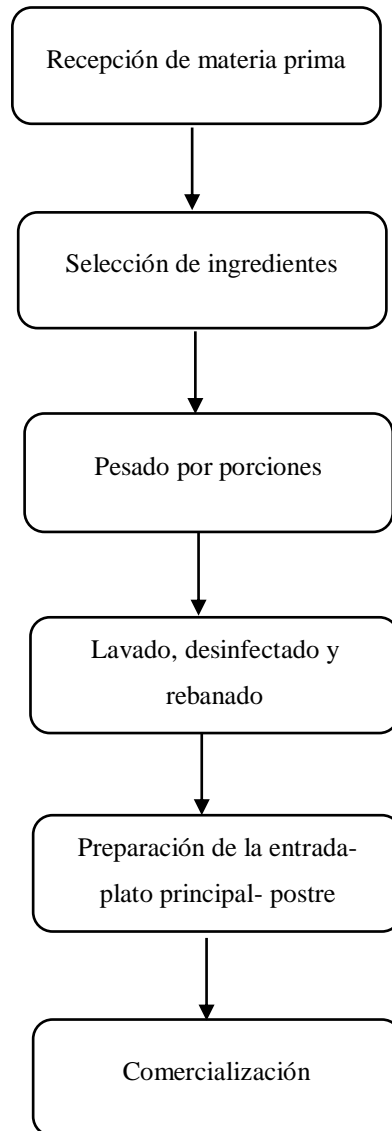 Recepción de materia prima
Selección de ingredientes
Pesado por porciones
Lavado, desinfectado y
rebanado
Preparación de la entrada-
plato principal- postre
Comercialización